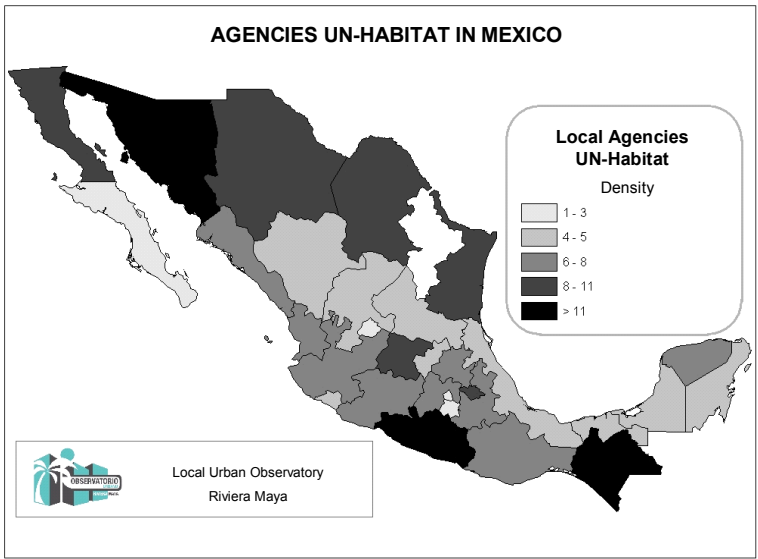 AGENCIES UN-HABITAT IN MEXICO
Local Agencies
UN-Habitat
Density
1 - 3
4 - 5
6 - 8
8 - 11
> 11
OBSERVATORIO
Local Urban Observatory
Riviera Maya